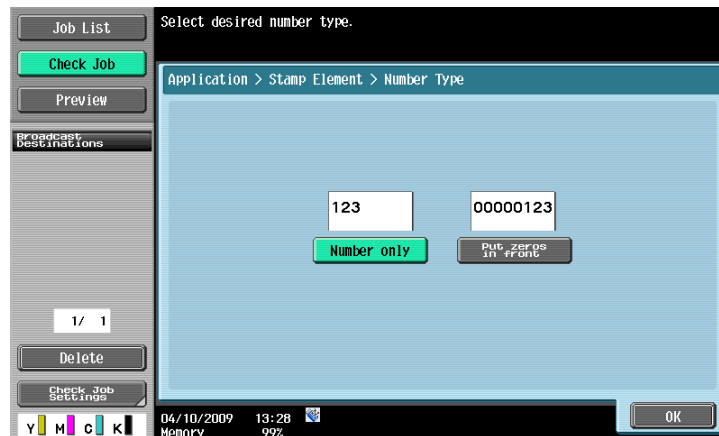 Job List
Check Job
Preview
Broadcast
Destinations
1/ 1
Delete
Check Job
Settings
Y M C K
Select desired number type.
Application > Stamp Element > Number Type
123
00000123
Number only
Put zeros
in front
04/10/2009 13:28
Memory 99%
OK